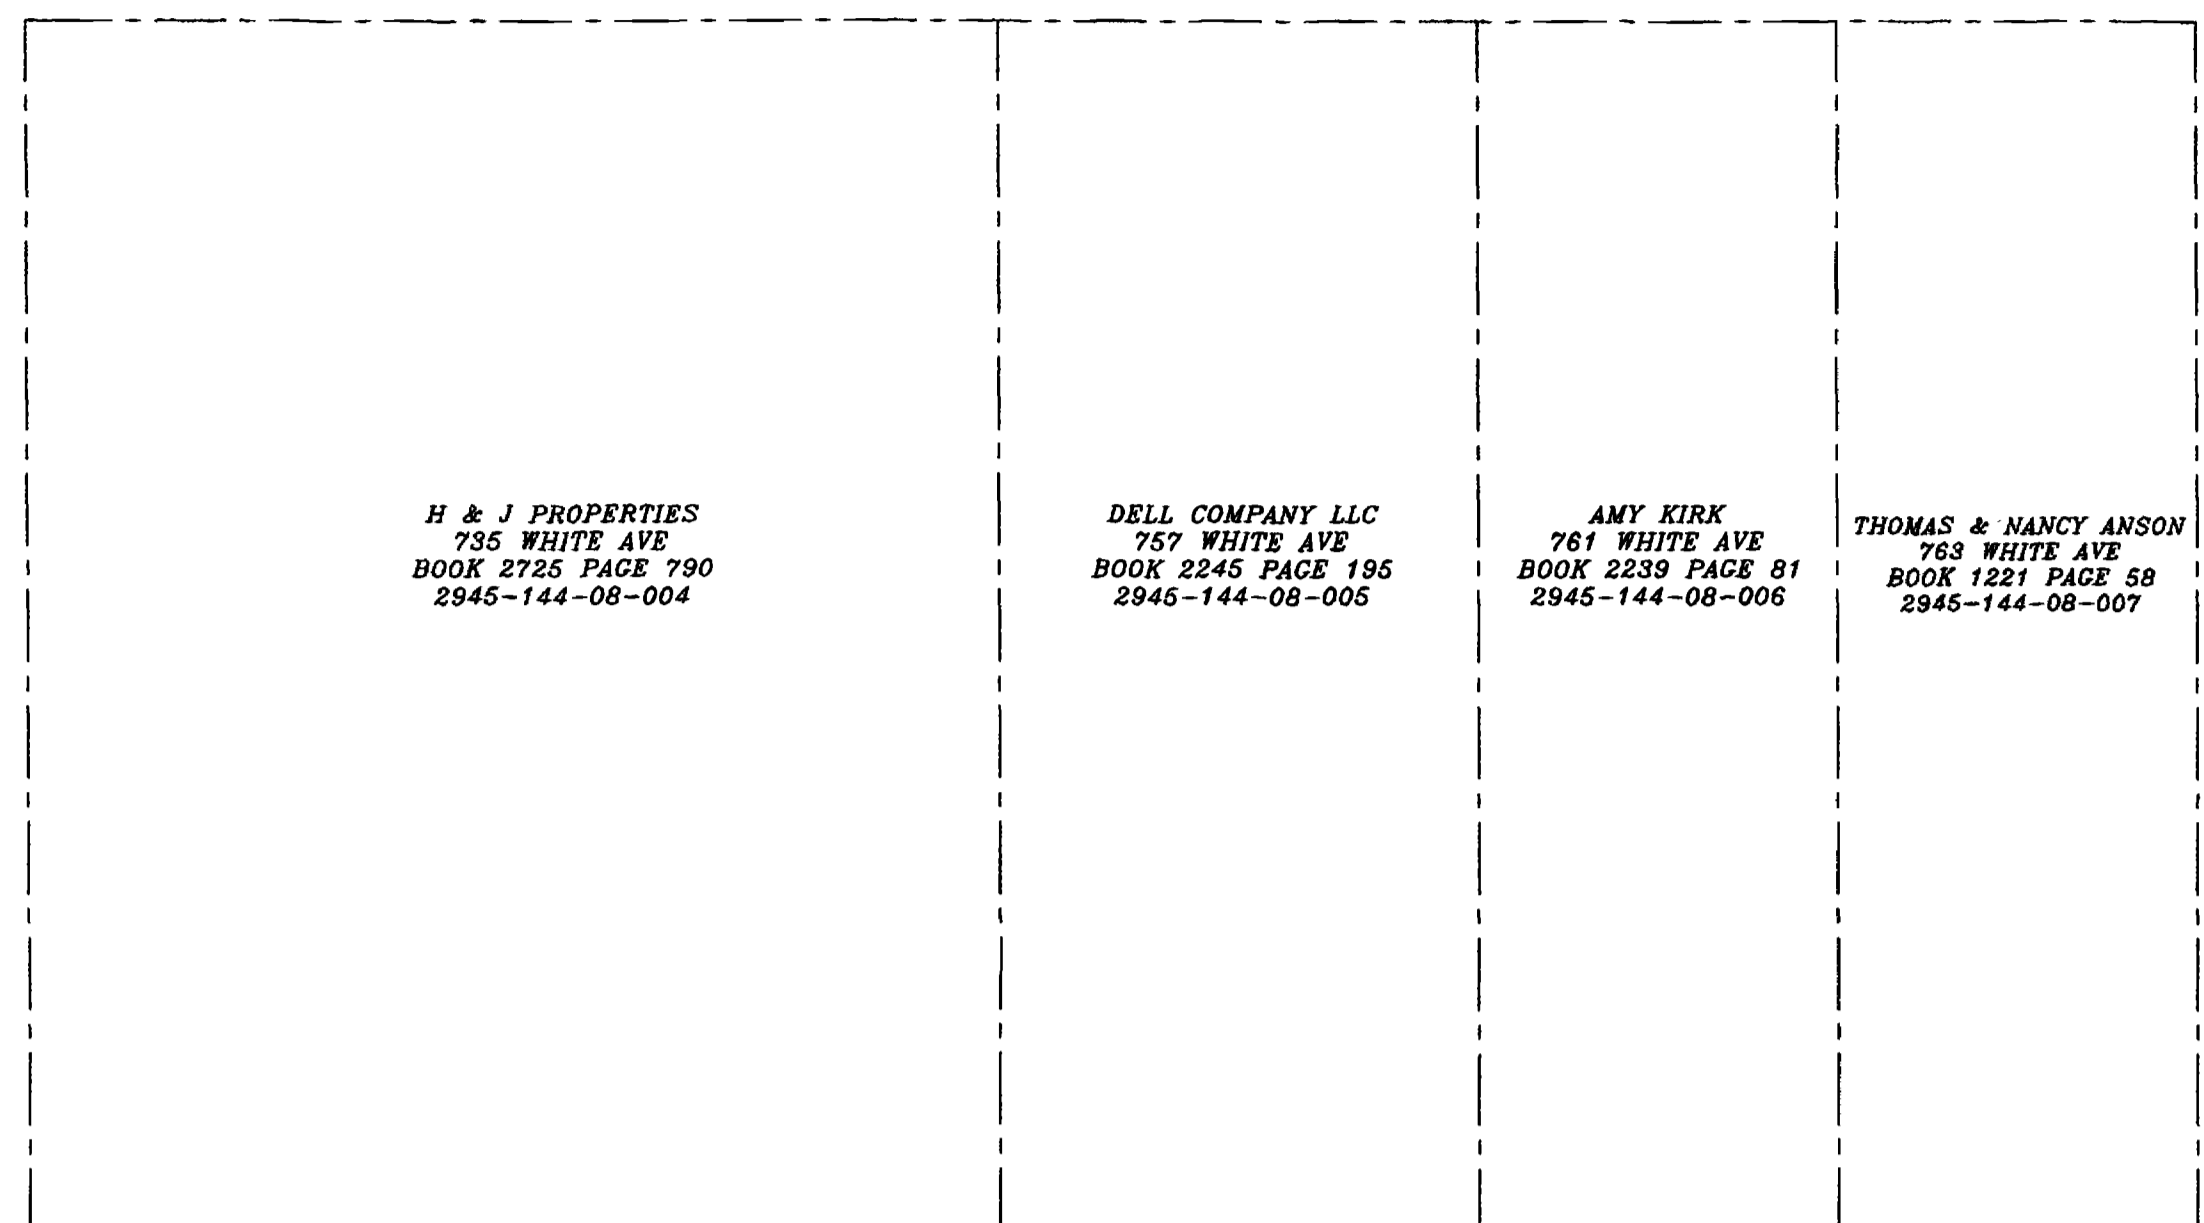 H & J PROPERTIES
735 WHITE AVE
BOOK 2725 PAGE 790
2945-144-08-004
DELL COMPANY LLC
757 WHITE AVE
BOOK 2245 PAGE 195
2945-144-08-005
AMY KIRK
761 WHITE AVE
BOOK 2239 PAGE 81
2945-144-08-006
THOMAS & NANCY ANSON
763 WHITE AVE
BOOK 1221 PAGE 58
2945-144-08-007